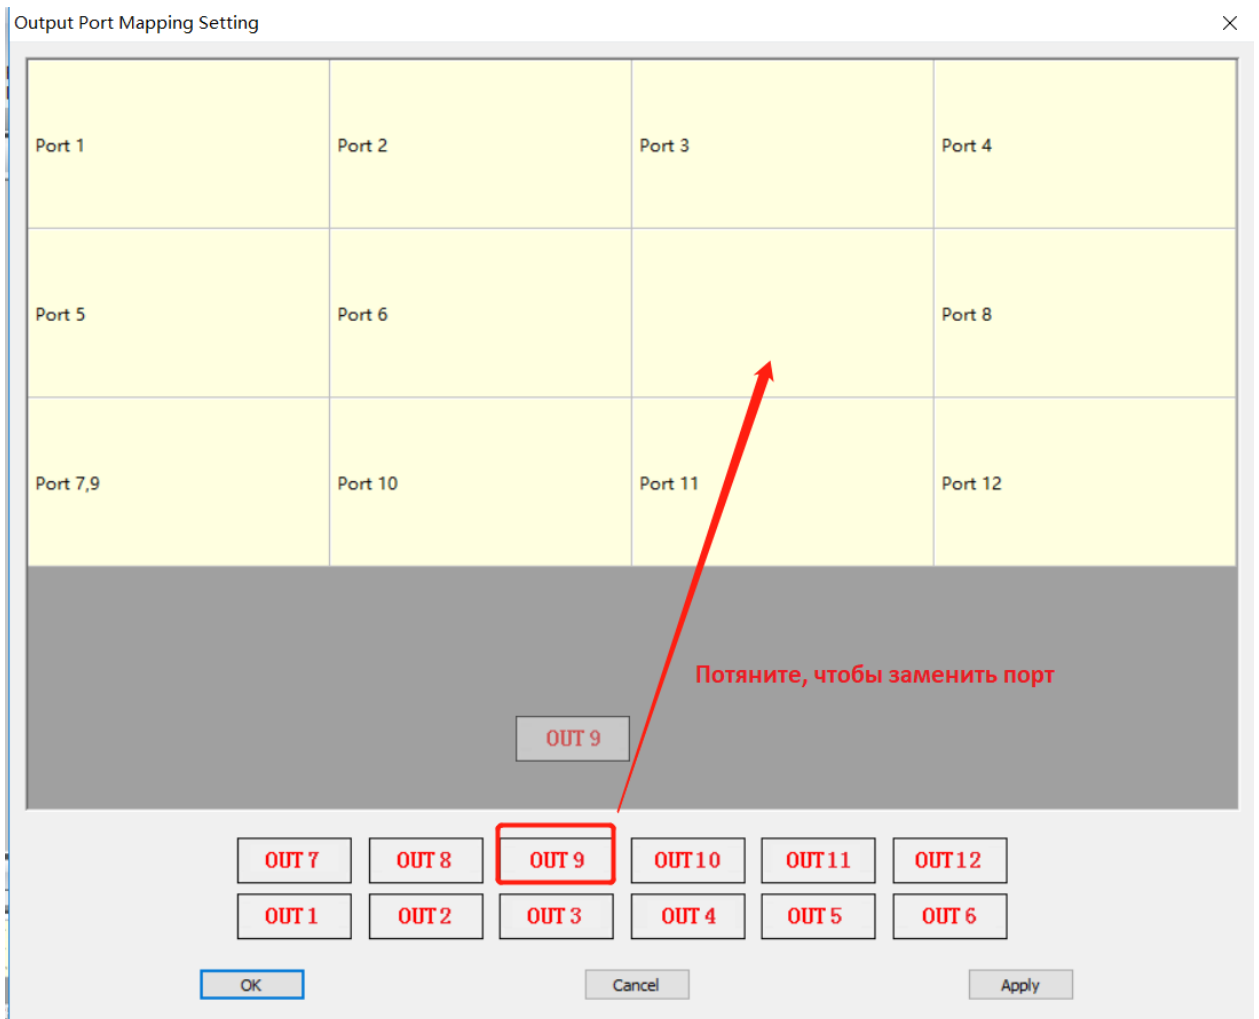 Output Port Mapping Setting
Port 1
Port 2
Port 3
Port 4
Port 5
Port 6
Port 8
Port 7,9
Port 10
Port 11
Port 12
Потяните, чтобы заменить порт
OUT 9
OUT 7
OUT 8
OUT 9
OUT 10
OUT 11
OUT 12
OUT 1
OUT 2
OUT 3
OUT 4
OUT 5
OUT 6
OK
Cancel
Apply